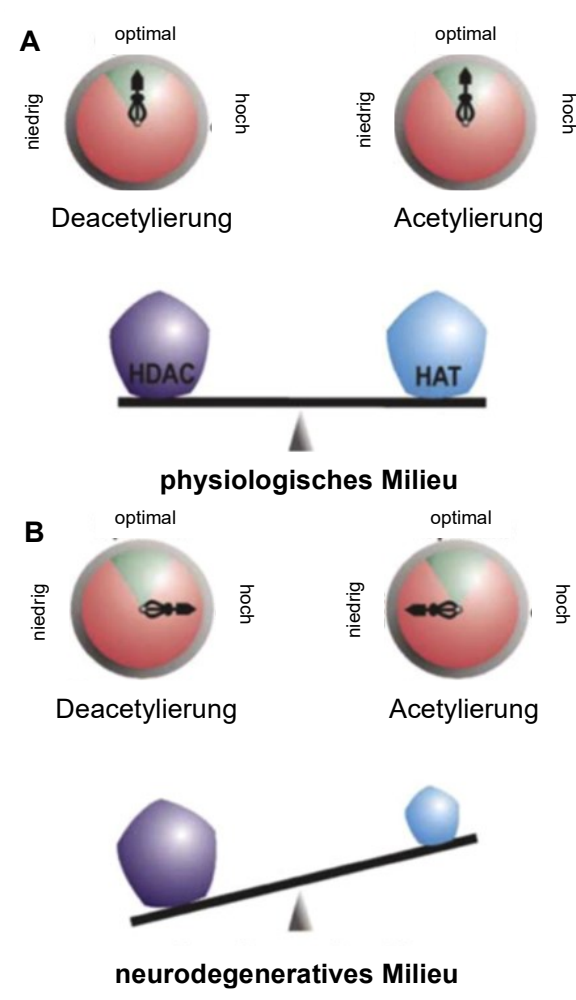 A
optimal
optimal
niedrig
hoch
niedrig
hoch
Deacetylierung
Acetylierung
HDAC
HAT
physiologisches Milieu
B
optimal
optimal
niedrig
hoch
niedrig
hoch
Deacetylierung
Acetylierung
neurodegeneratives Milieu